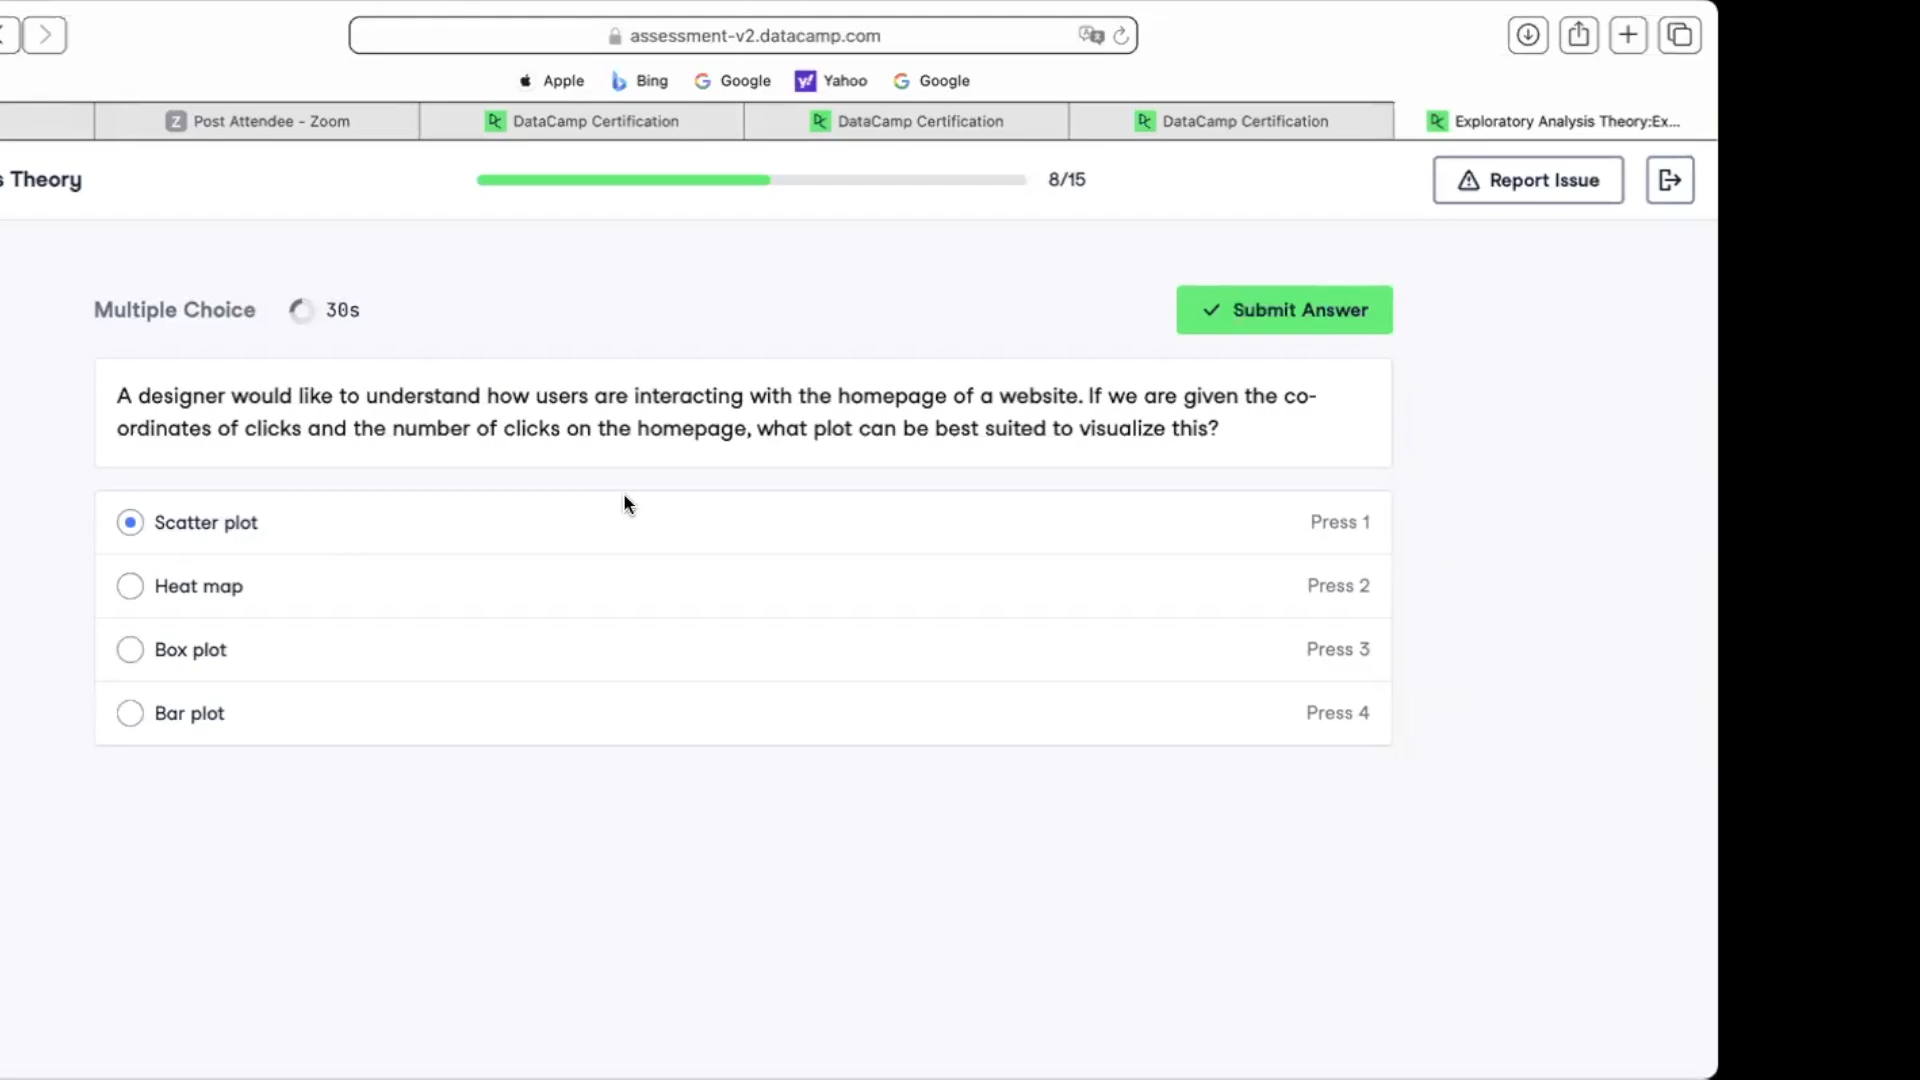 assessment-v2.datacamp.com
Apple Bing Google Yahoo Google
Post Attendee - Zoom DataCamp Certification DataCamp Certification DataCamp Certification Exploratory Analysis Theory:Ex...
s Theory 8/15 Report Issue
Multiple Choice 30s Submit Answer
A designer would like to understand how users are interacting with the homepage of a website. If we are given the co-
ordinates of clicks and the number of clicks on the homepage, what plot can be best suited to visualize this?
Scatter plot Press 1
Heat map Press 2
Box plot Press 3
Bar plot Press 4